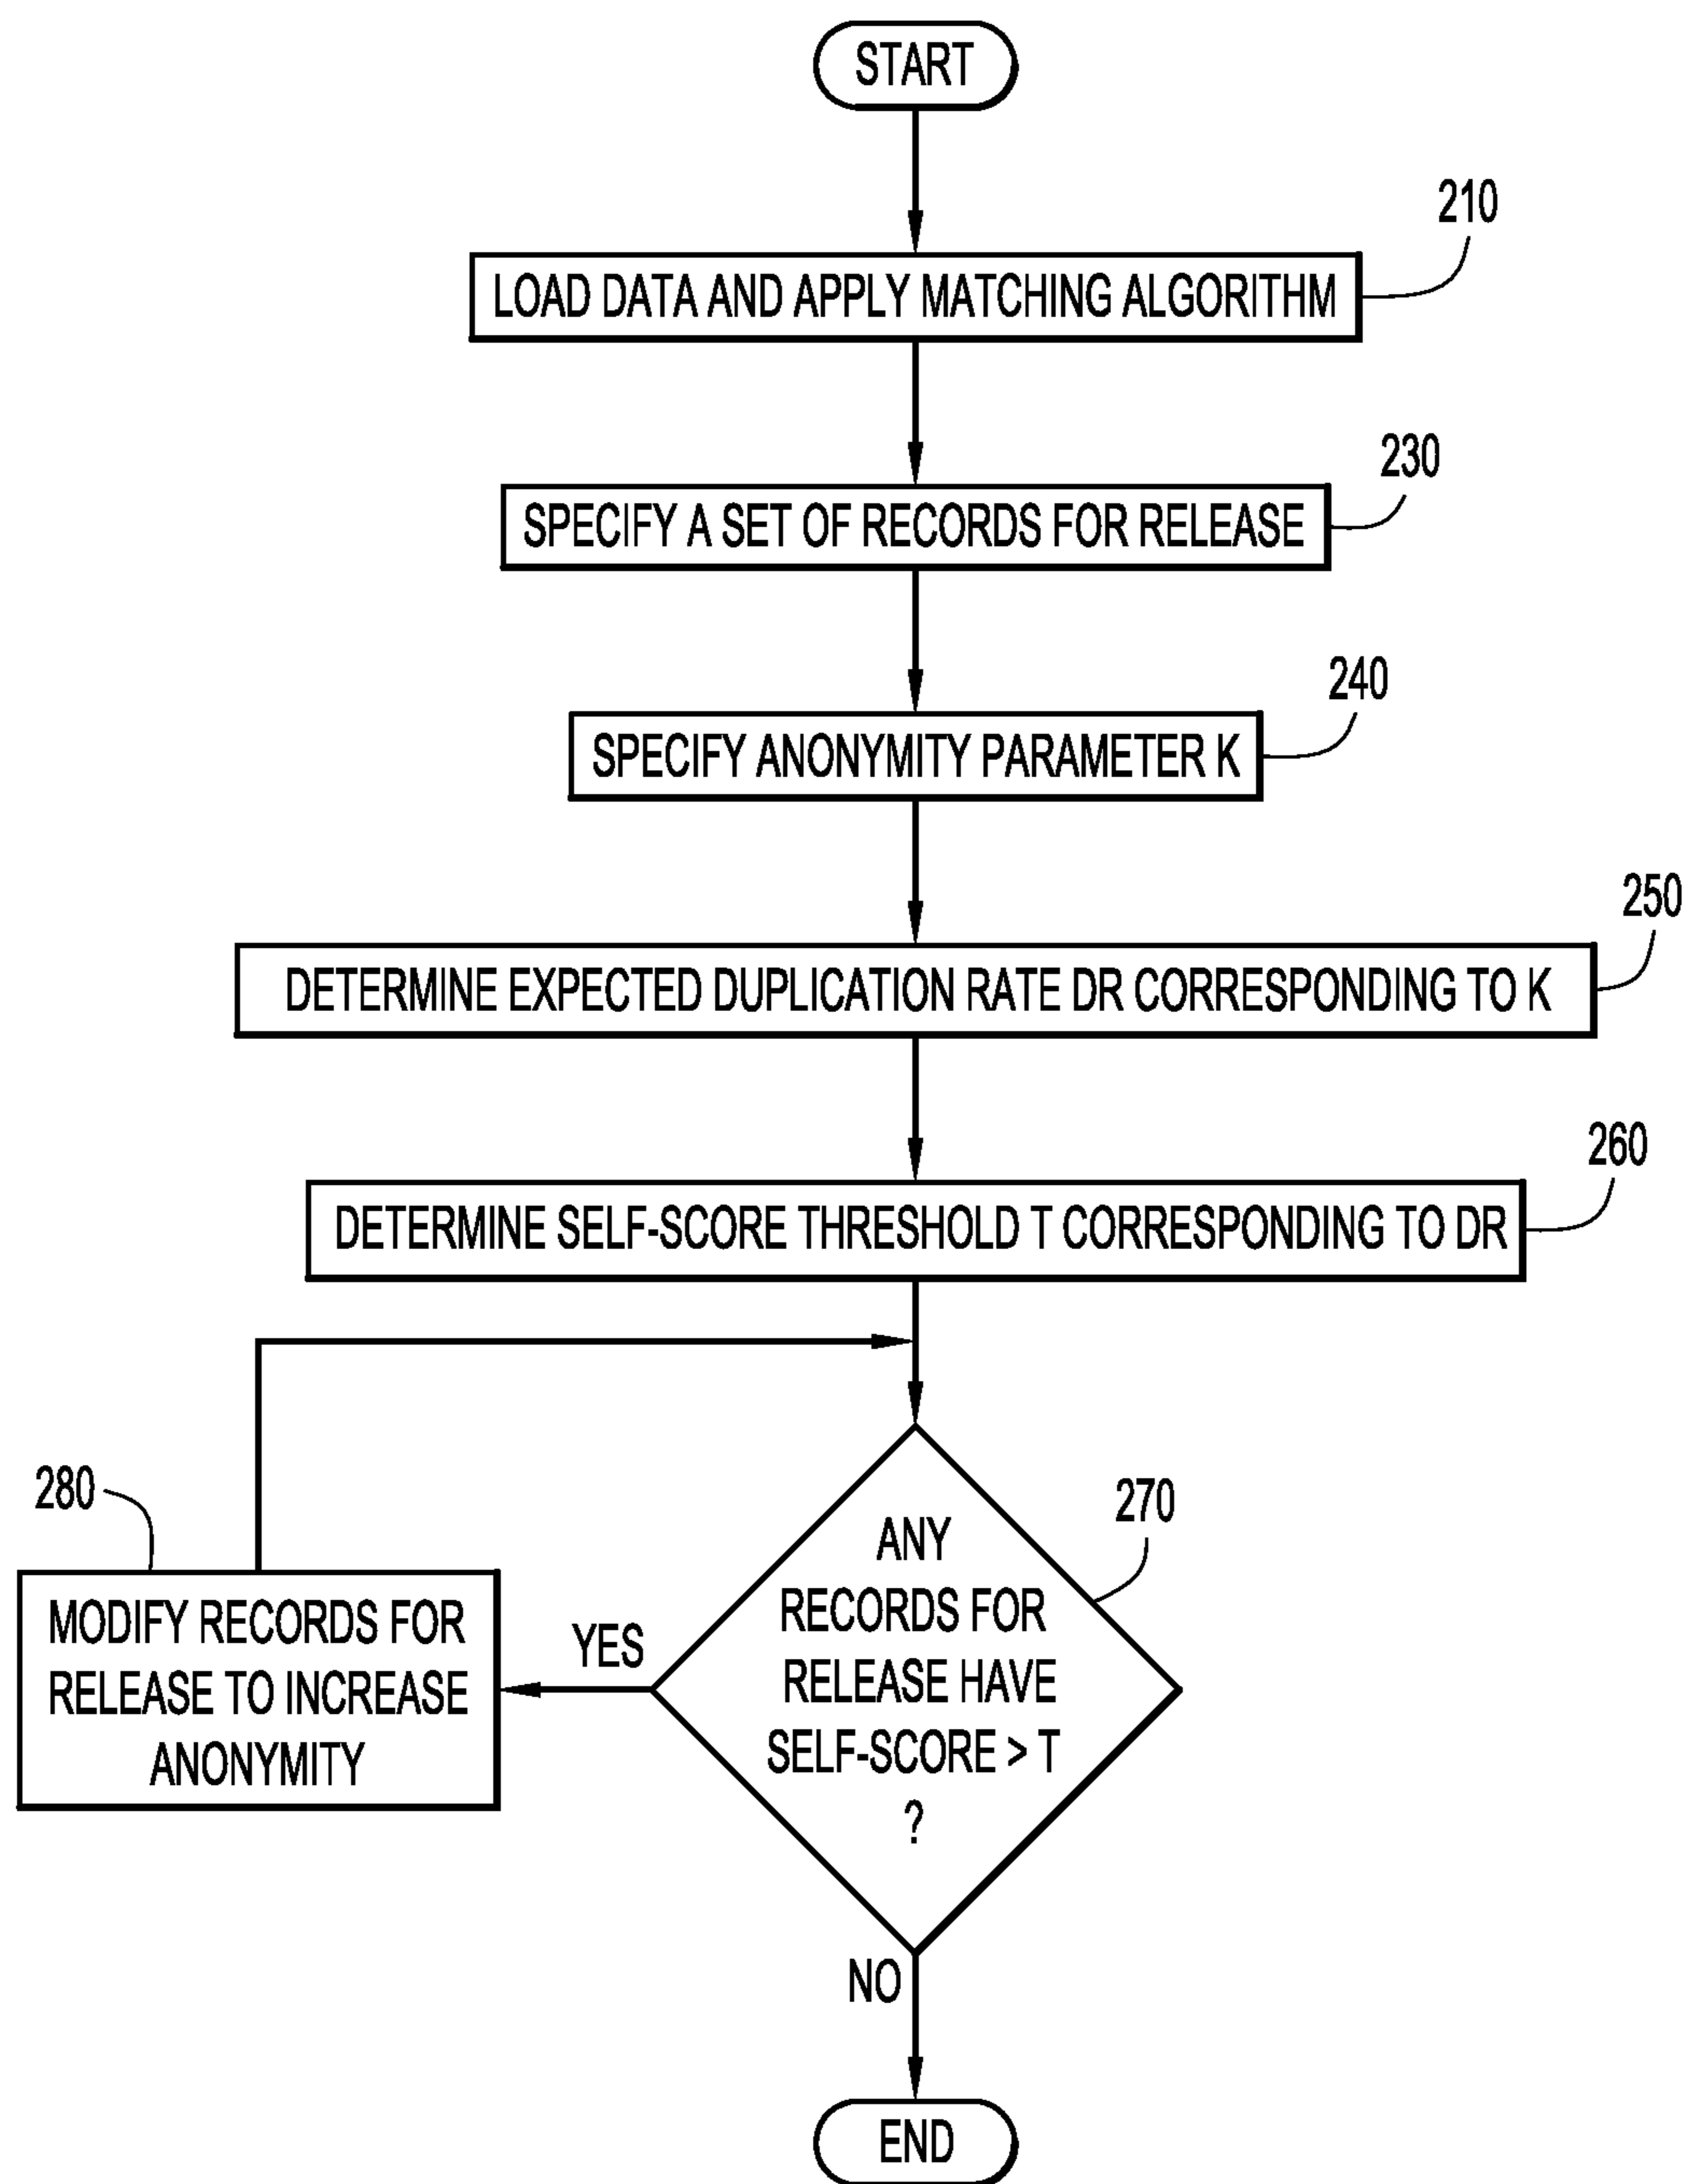 START
210
LOAD DATA AND APPLY MATCHING ALGORITHM
230
SPECIFY A SET OF RECORDS FOR RELEASE
240
SPECIFY ANONYMITY PARAMETER K
250
DETERMINE EXPECTED DUPLICATION RATE DR CORRESPONDING TO K
260
DETERMINE SELF-SCORE THRESHOLD T CORRESPONDING TO DR
280
MODIFY RECORDS FOR
RELEASE TO INCREASE
ANONYMITY
YES
270
ANY
RECORDS FOR
RELEASE HAVE
SELF-SCORE > T
?
NO
END